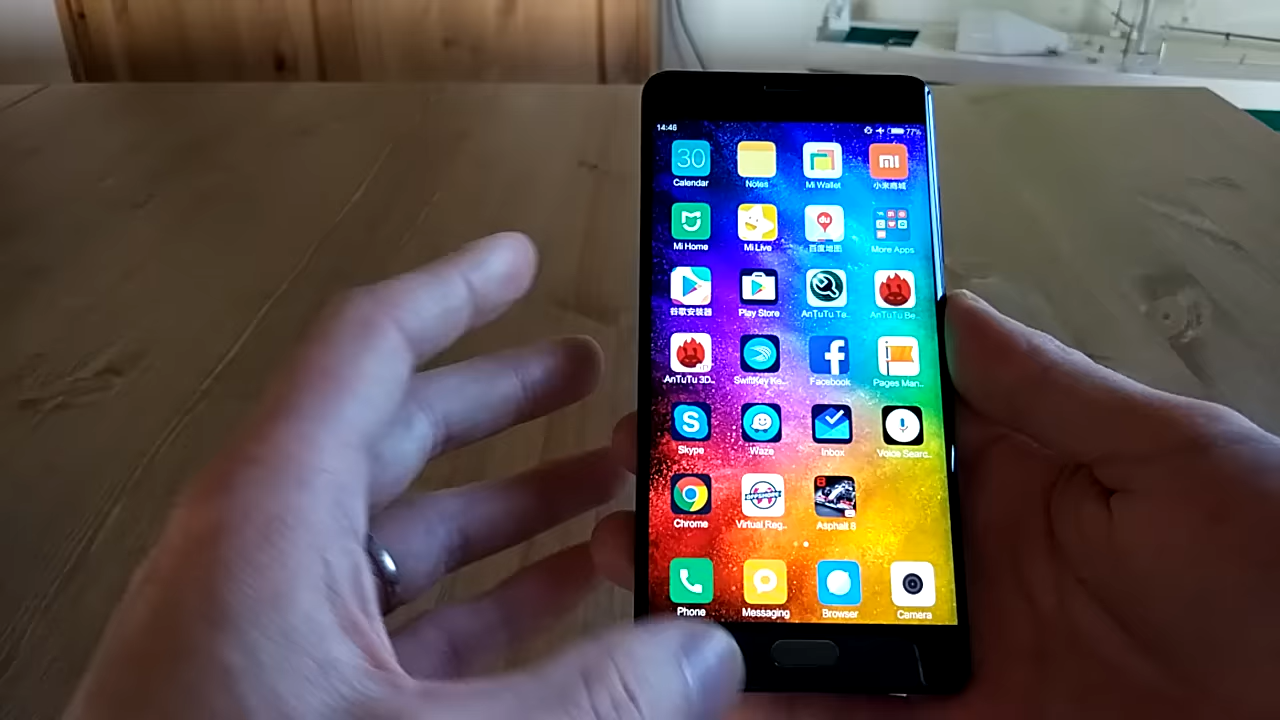 14:46
77%
30
mi
Calendar
Notes
Mi Wallet
小米商城
du
Mi Home
Mi Live
百度地图
More Apps
谷歌安装器
Play Store
AnTuTu Te..
AnTuTu Be..
AnTuTu 3D..
SwiftKey Ke..
Facebook
Pages Man..
Skype
Waze
Inbox
Voice Searc..
Chrome
Virtual Reg..
Asphalt 8
Phone
Messaging
Browser
Camera